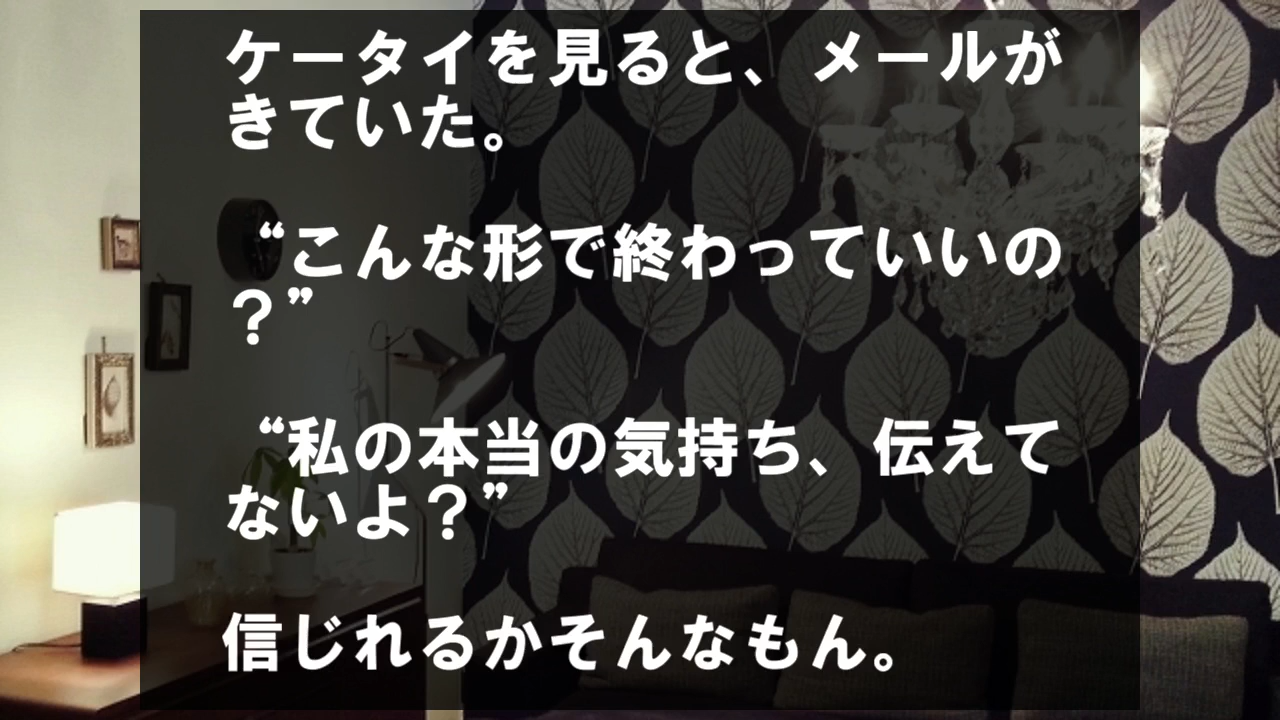 ケータイを見ると、メールが
きていた。
“こんな形で終わっていいの
？”
“私の本当の気持ち、伝えて
ないよ？”
信じれるかそんなもん。